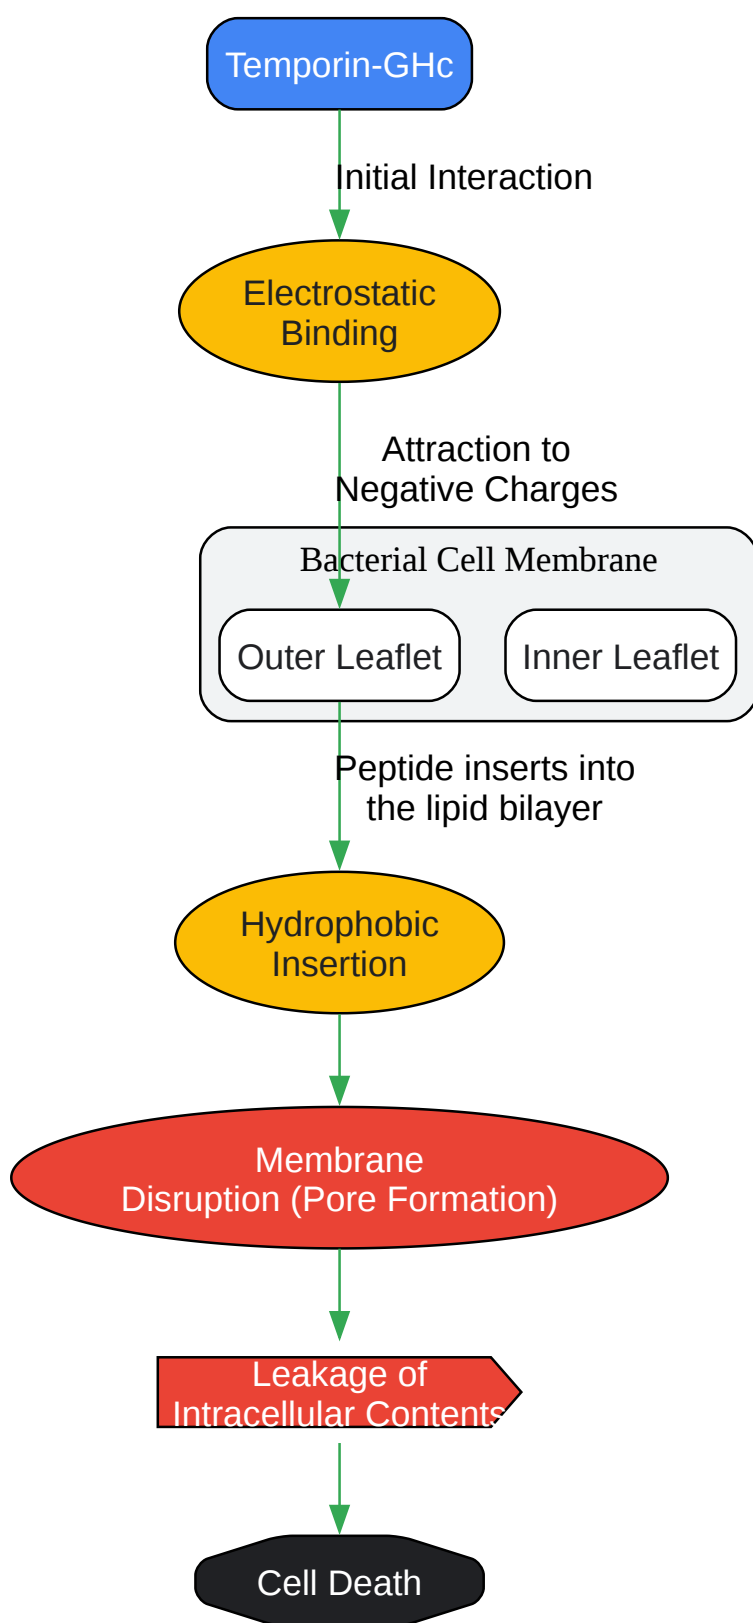 Temporin-GHc
Initial Interaction
Electrostatic
Binding
Attraction to
Negative Charges
Bacterial Cell Membrane
Outer Leaflet
Inner Leaflet
Peptide inserts into
the lipid bilayer
Hydrophobic
Insertion
Membrane
Disruption (Pore Formation)
Leakage of
Intracellular Contents
Cell Death